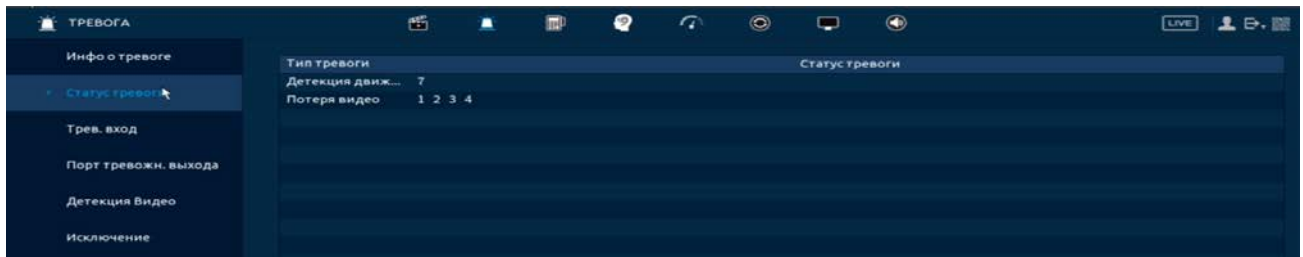 ТРЕВОГА
LIVE
Инфо о тревоге
Статус тревоги
Трев. вход
Порт тревожн. выхода
Детекция Видео
Исключение
Тип тревоги Статус тревоги
Детекция движ... 7
Потеря видео 1 2 3 4